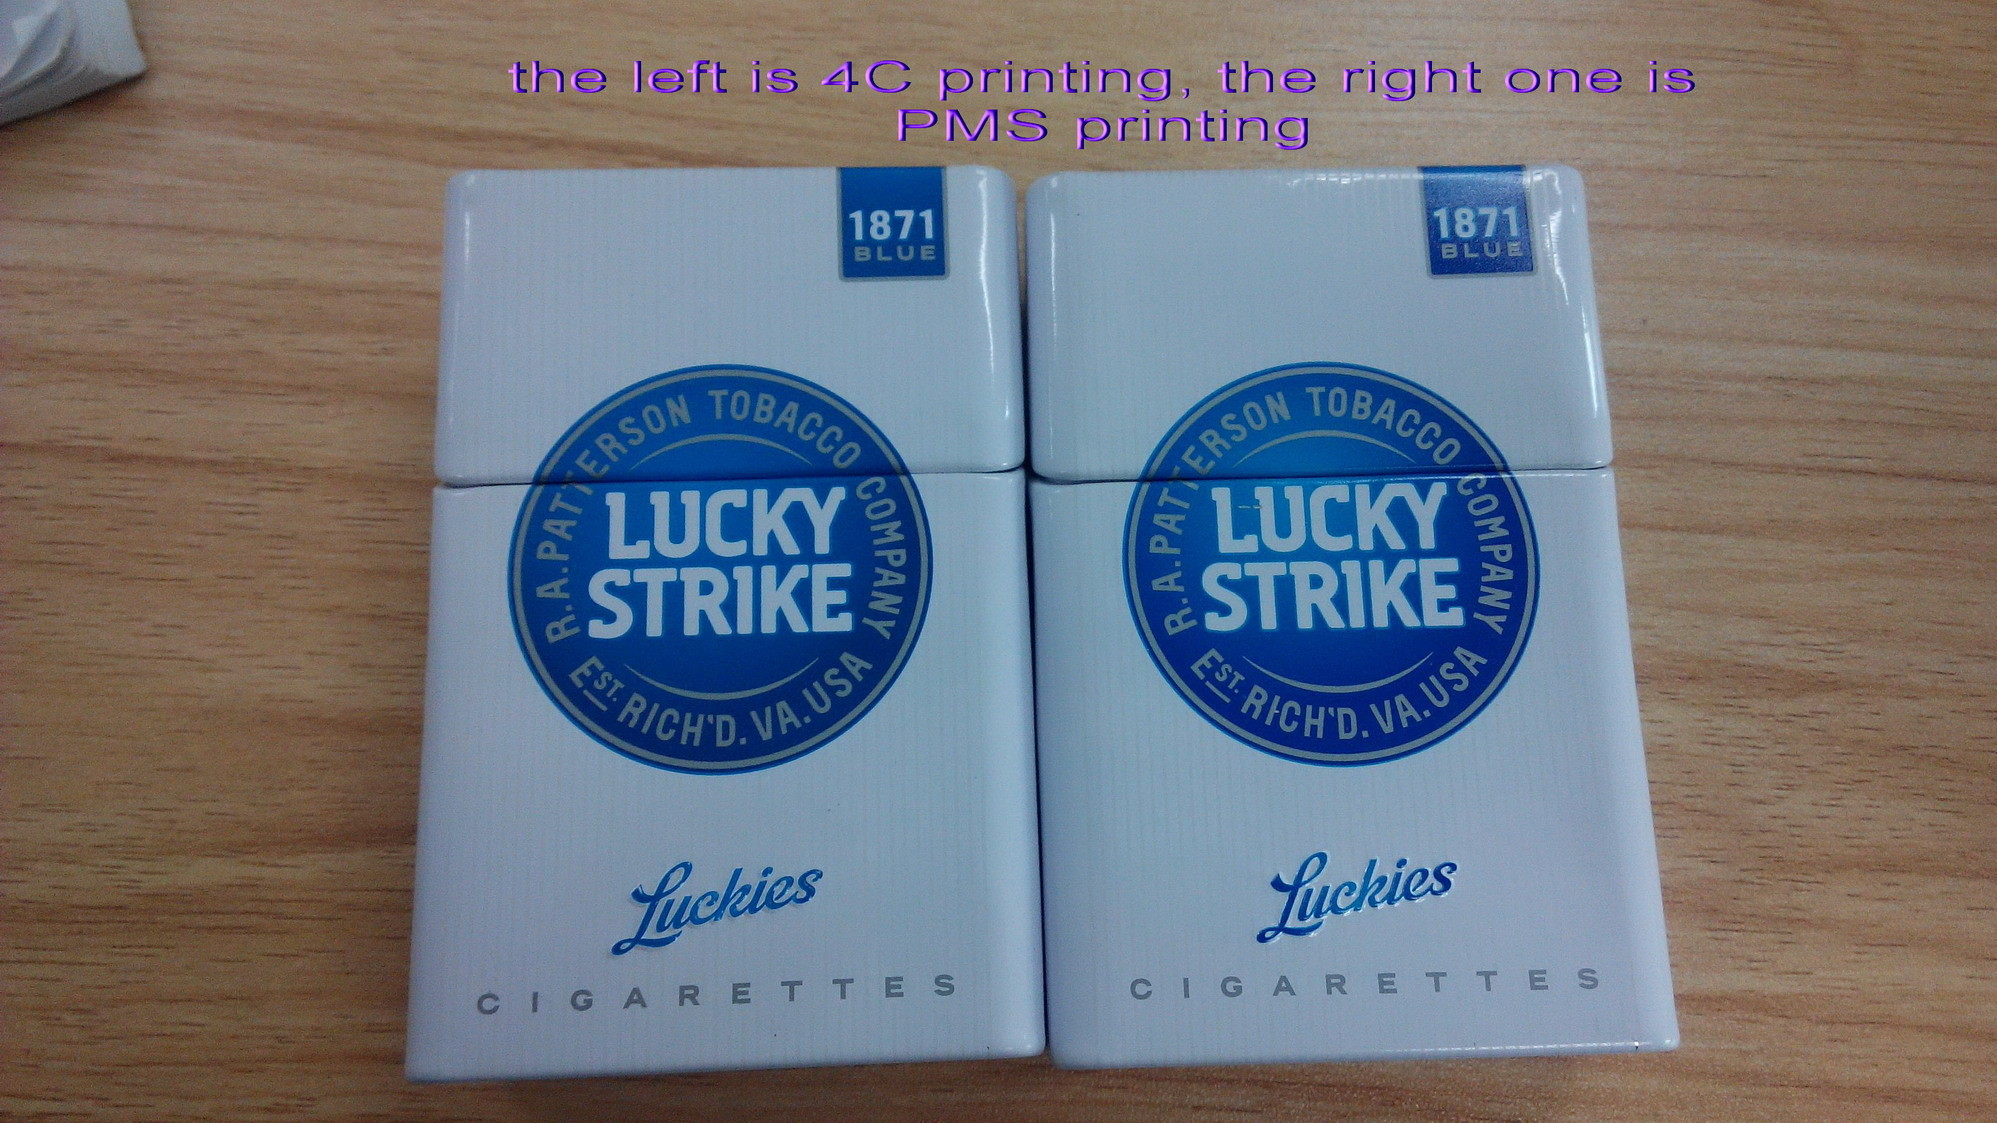 the left is 4C printing, the right one is
PMS printing
1871
BLUE
R.A.PATTERSON TOBACCO COMPANY
LUCKY
STRIKE
EST. RICH'D. VA. USA
Luckies
CIGARETTES
1871
BLUE
R.A.PATTERSON TOBACCO COMPANY
LUCKY
STRIKE
EST. RICH'D. VA. USA
Luckies
CIGARETTES